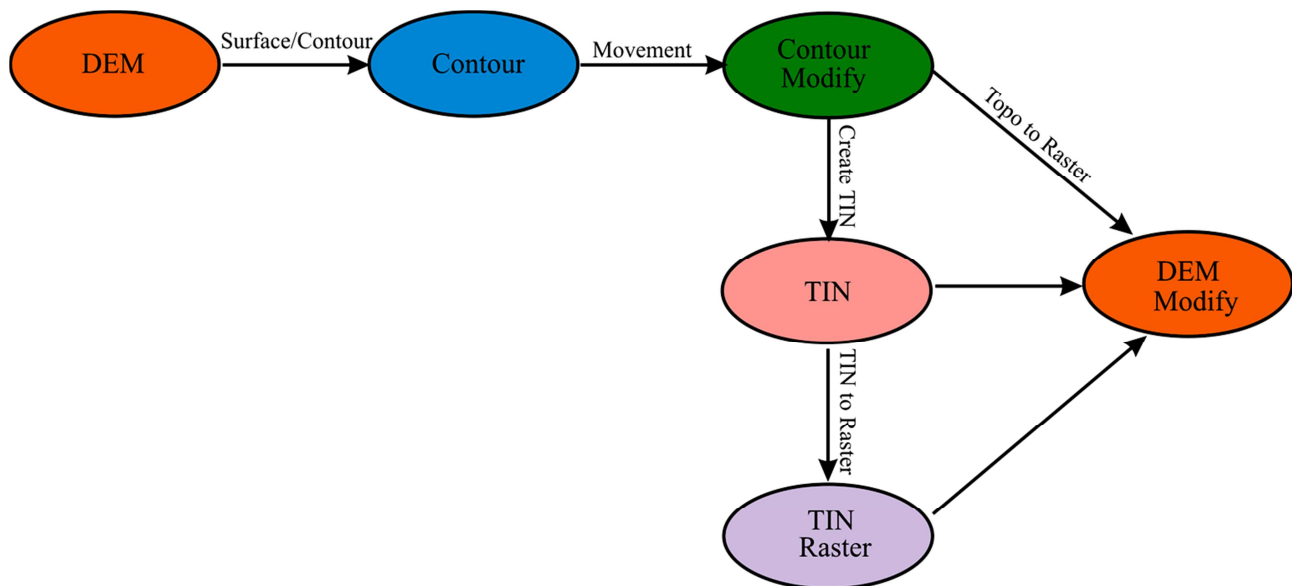 DEM
Surface/Contour
Contour
Movement
Contour
Modify
Topo to Raster
Create TIN
TIN
DEM
Modify
TIN to Raster
TIN
Raster